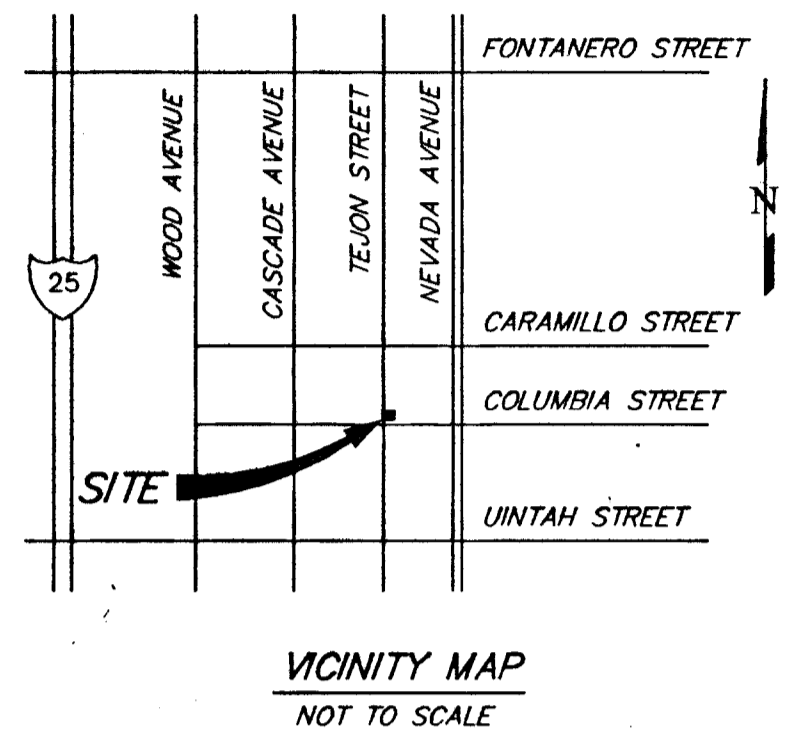 FONTANERO STREET
WOOD AVENUE
CASCADE AVENUE
TEJON STREET
NEVADA AVENUE
N
25
CARAMILLO STREET
COLUMBIA STREET
SITE
UINTAH STREET
VICINITY MAP
NOT TO SCALE